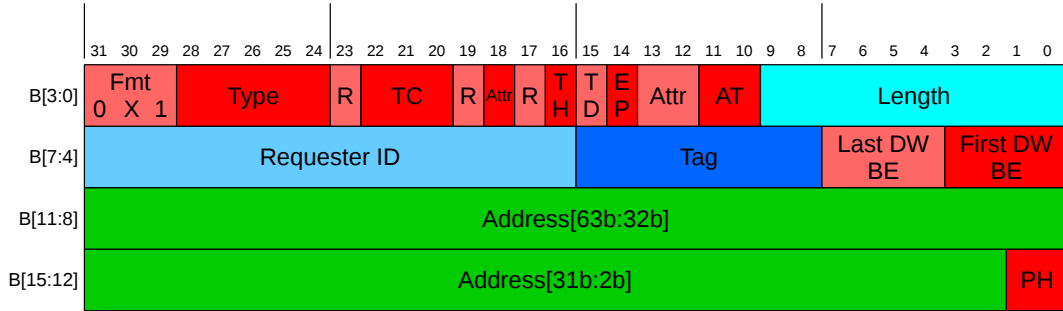 31 30 29 28 27 26 25 24 23 22 21 20 19 18 17 16 15 14 13 12 11 10 9 8 7 6 5 4 3 2 1 0
B[3:0] Fmt 0 X 1 Type R TC R Attr R T H T D E P Attr AT Length
B[7:4] Requester ID Tag Last DW BE First DW BE
B[11:8] Address[63b:32b]
B[15:12] Address[31b:2b] PH